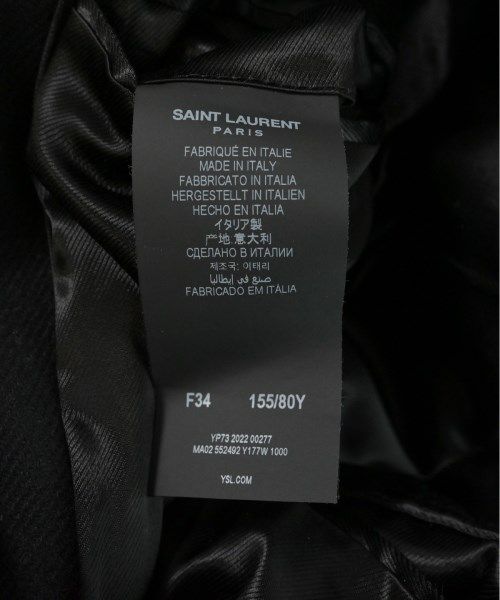 SAINT LAURENT
PARIS
FABRIQUÉ EN ITALIE
MADE IN ITALY
FABBRICATO IN ITALIA
HERGESTELLT IN ITALIEN
HECHO EN ITALIA
イタリア製
产地:意大利
СДЕЛАНО В ИТАЛИИ
제조국: 이태리
صنع في إيطاليا
FABRICADO EM ITÁLIA
F34 155/80Y
YP73 2022 00277
MA02 552492 Y177W 1000
YSL.COM